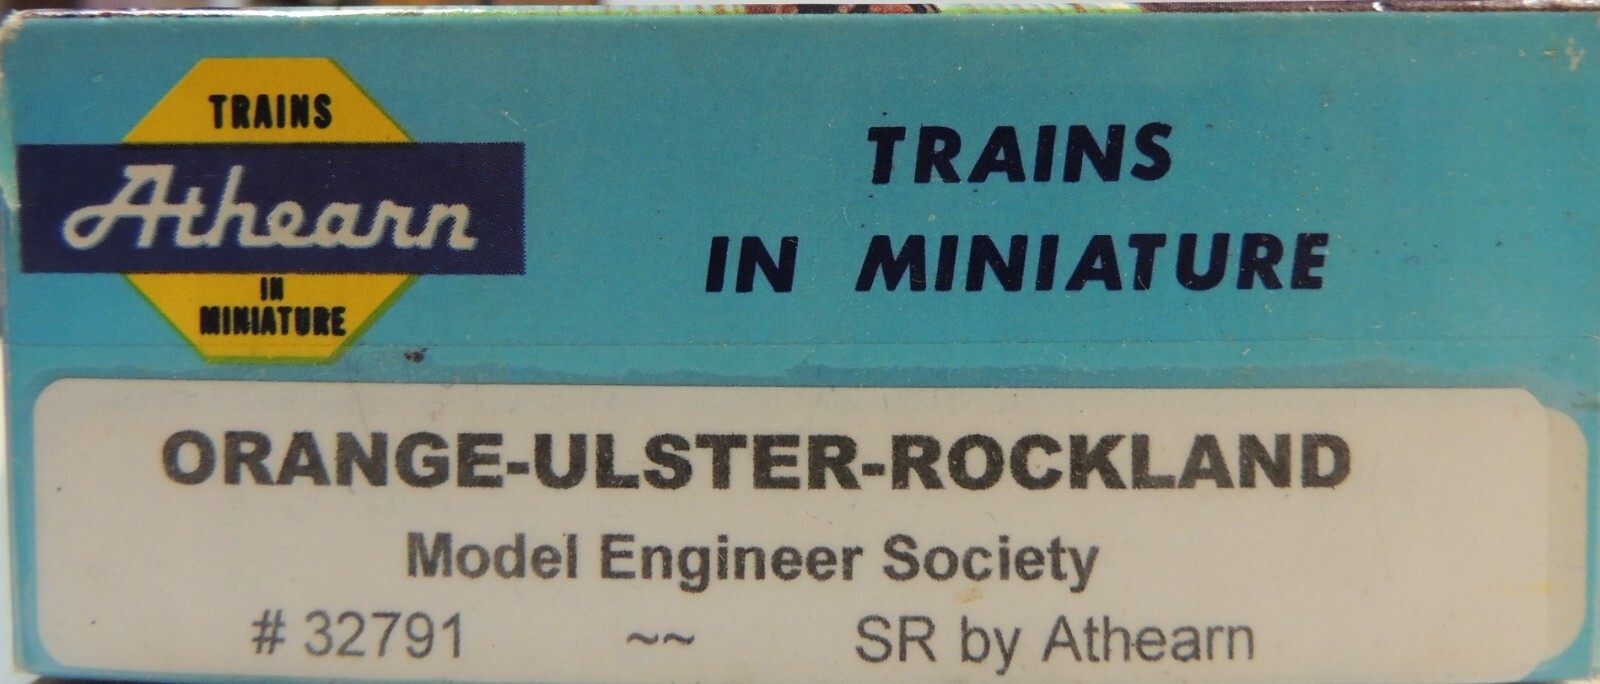 TRAINS
Athearn
IN
MINIATURE
TRAINS
IN MINIATURE
ORANGE-ULSTER-ROCKLAND
Model Engineer Society
# 32791 ~~ SR by Athearn